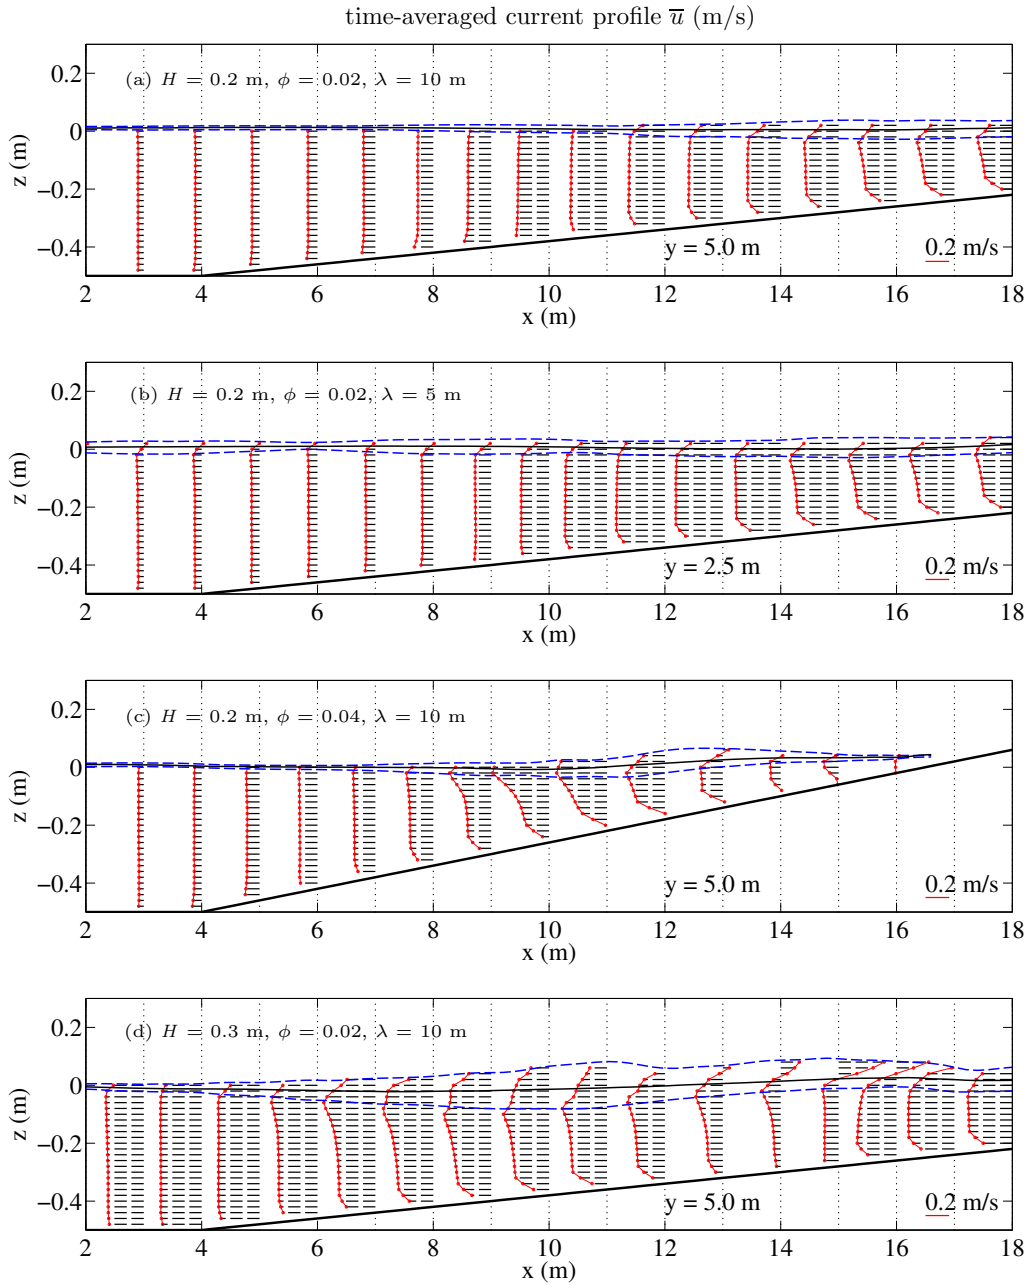 time-averaged current profile u̅ (m/s)
(a) H = 0.2 m, ϕ = 0.02, λ = 10 m
0.2
0
−0.2
−0.4
z (m)
y = 5.0 m
0.2 m/s
2 4 6 8 10 12 14 16 18
x (m)
(b) H = 0.2 m, ϕ = 0.02, λ = 5 m
0.2
0
−0.2
−0.4
z (m)
y = 2.5 m
0.2 m/s
2 4 6 8 10 12 14 16 18
x (m)
(c) H = 0.2 m, ϕ = 0.04, λ = 10 m
0.2
0
−0.2
−0.4
z (m)
y = 5.0 m
0.2 m/s
2 4 6 8 10 12 14 16 18
x (m)
(d) H = 0.3 m, ϕ = 0.02, λ = 10 m
0.2
0
−0.2
−0.4
z (m)
y = 5.0 m
0.2 m/s
2 4 6 8 10 12 14 16 18
x (m)